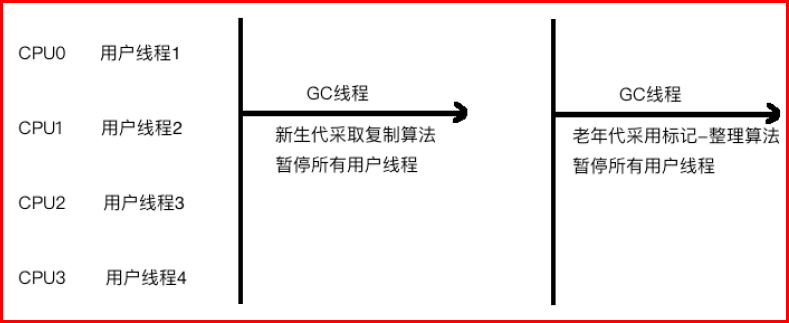 CPU0 用户线程1
CPU1 用户线程2
CPU2 用户线程3
CPU3 用户线程4
GC线程
新生代采取复制算法
暂停所有用户线程
GC线程
老年代采用标记-整理算法
暂停所有用户线程